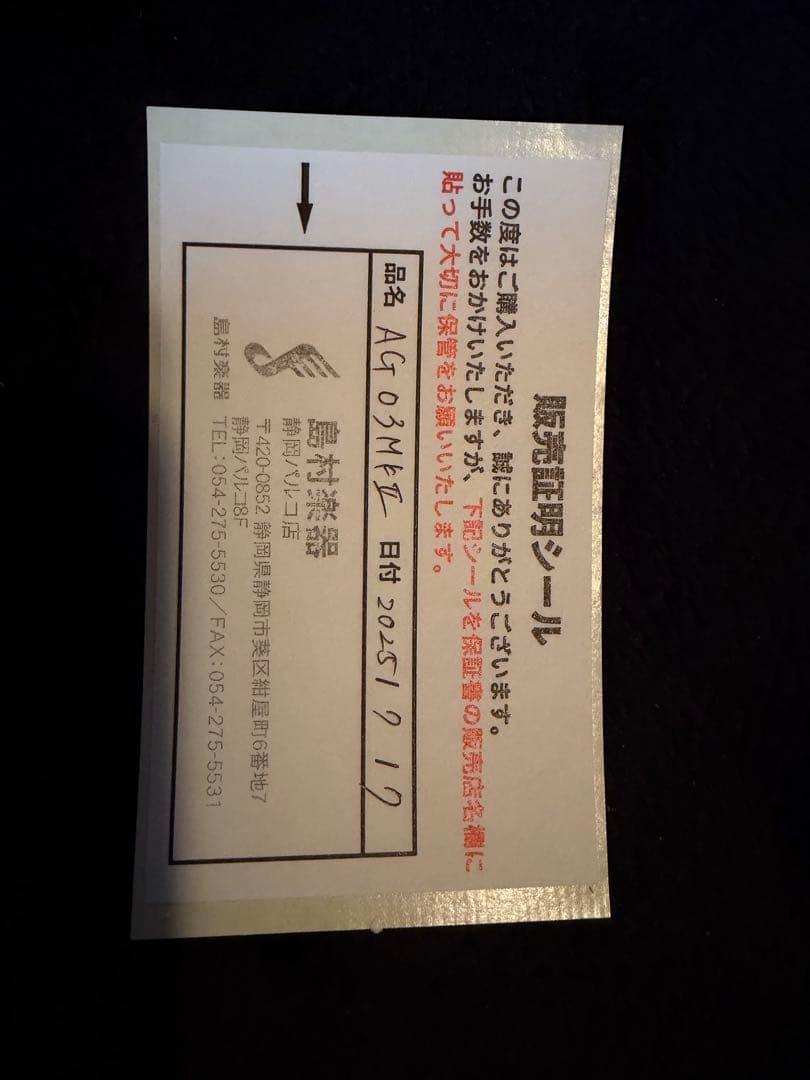 販売証明シール
この度はご購入いただき、誠にありがとうございます。
お手数をおかけいたしますが、下記シールを保証書の販売店名欄に
貼って大切に保管をお願いいたします。
品名 AG03MkⅡ 日付 2025 17 17
島村楽器
静岡パルコ店
〒420-0852 静岡県静岡市葵区紺屋町6番地7
静岡パルコ8F
島村楽器 TEL:054-275-5530/FAX:054-275-5531